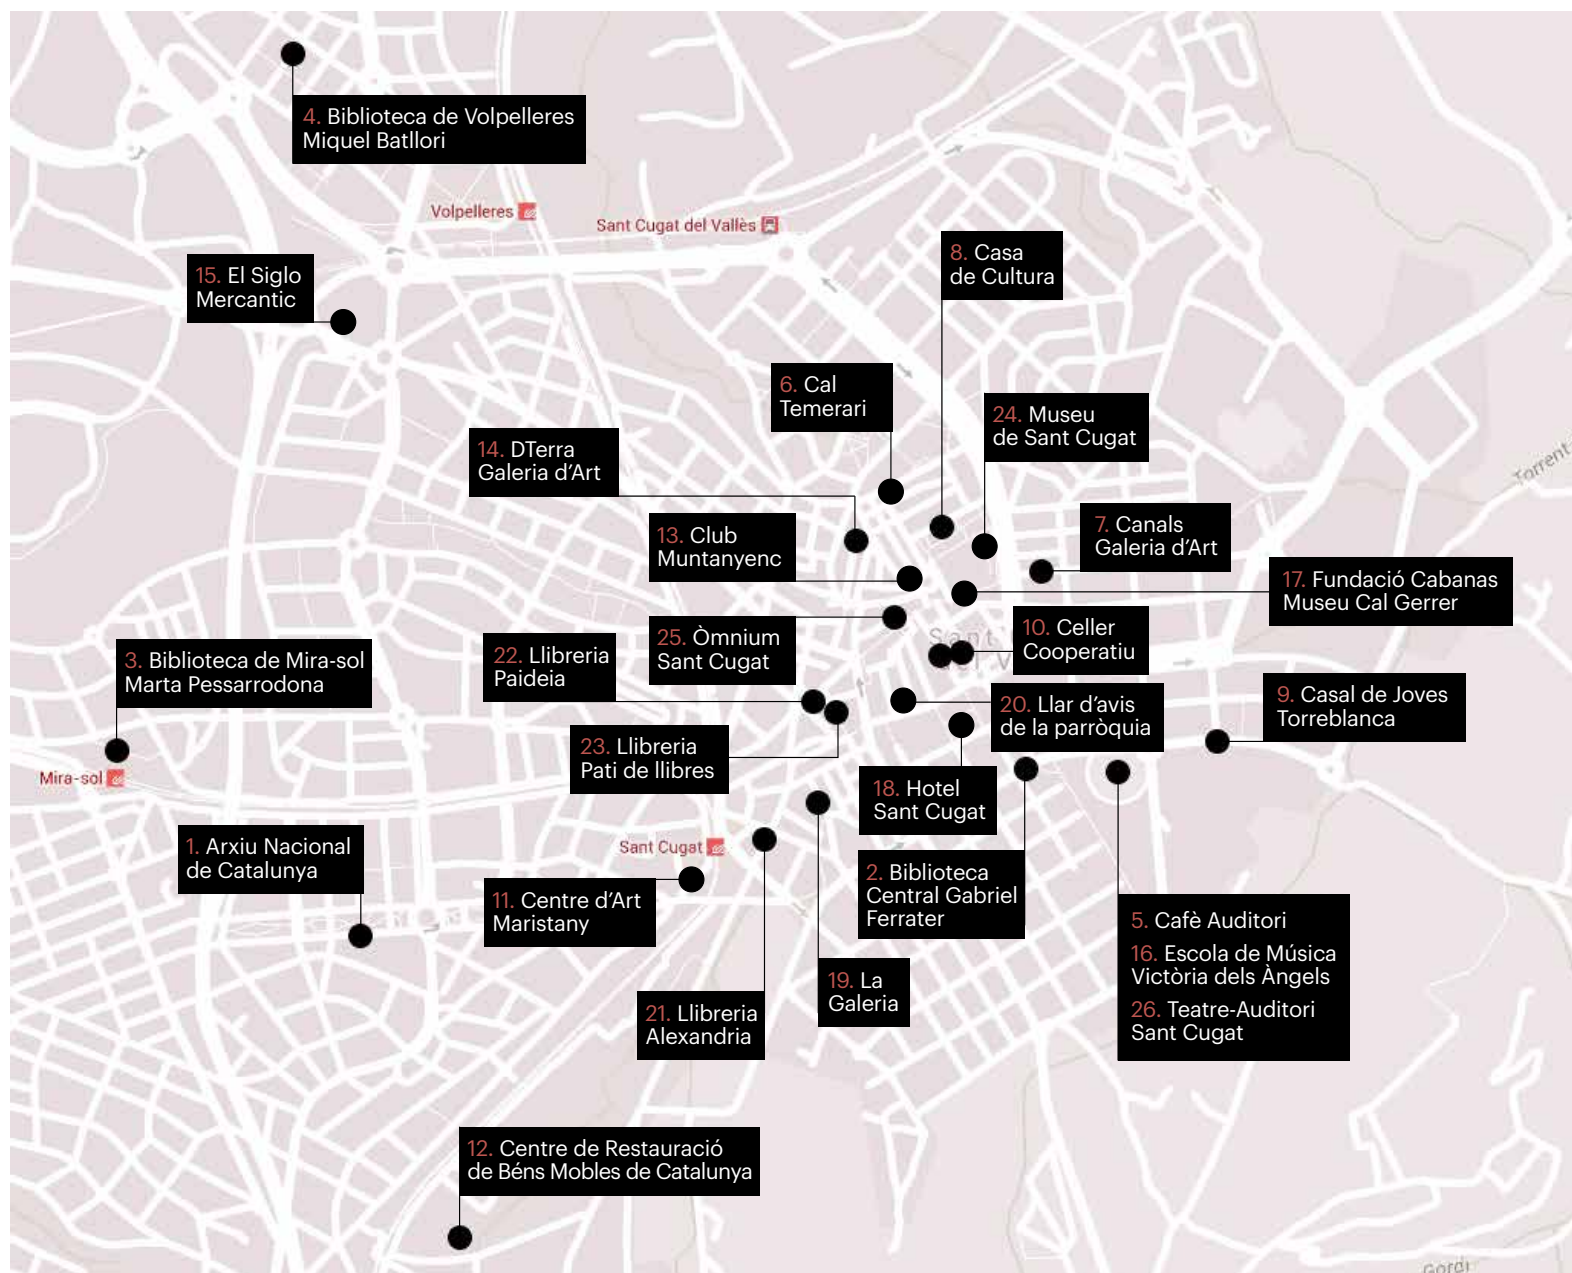 4. Biblioteca de Volpelleres
Miquel Batllori
Volpelleres
Sant Cugat del Vallès
8. Casa
de Cultura
15. El Siglo
Mercantic
6. Cal
Temerari
24. Museu
de Sant Cugat
14. DTerra
Galeria d'Art
Torrent
7. Canals
Galeria d'Art
13. Club
Muntanyenc
17. Fundació Cabanas
Museu Cal Gerrer
25. Òmnium
Sant Cugat
Sant
10. Celler
Cooperatiu
22. Llibreria
Paideia
3. Biblioteca de Mira-sol
Marta Pessarrodona
20. Llar d'avis
de la parròquia
9. Casal de Joves
Torreblanca
23. Llibreria
Pati de llibres
Mira-sol
18. Hotel
Sant Cugat
1. Arxiu Nacional
de Catalunya
Sant Cugat
2. Biblioteca
Central Gabriel
Ferrater
11. Centre d'Art
Maristany
5. Cafè Auditori
16. Escola de Música
Victòria dels Àngels
26. Teatre-Auditori
Sant Cugat
19. La
Galeria
21. Llibreria
Alexandria
12. Centre de Restauració
de Béns Mobles de Catalunya
Gordi